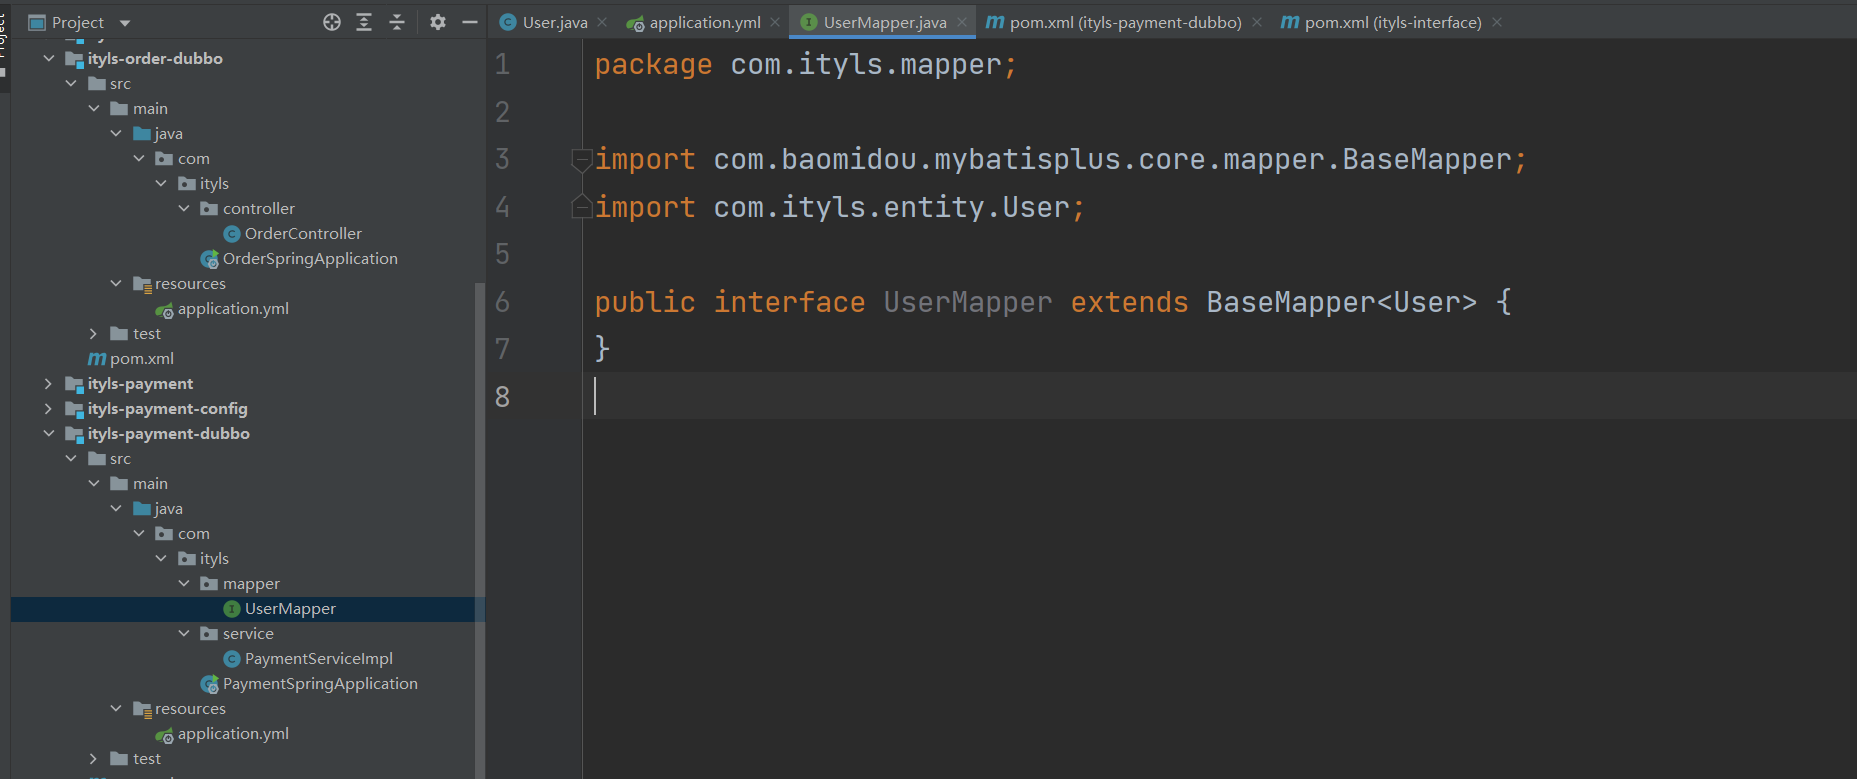 Project
User.java
application.yml
UserMapper.java
pom.xml (ityls-payment-dubbo)
pom.xml (ityls-interface)
Project
ityls-order-dubbo
src
main
java
com
ityls
controller
OrderController
OrderSpringApplication
resources
application.yml
test
pom.xml
ityls-payment
ityls-payment-config
ityls-payment-dubbo
src
main
java
com
ityls
mapper
UserMapper
service
PaymentServiceImpl
PaymentSpringApplication
resources
application.yml
test
1 package com.ityls.mapper;
2
3 import com.baomidou.mybatisplus.core.mapper.BaseMapper;
4 import com.ityls.entity.User;
5
6 public interface UserMapper extends BaseMapper<User> {
7 }
8